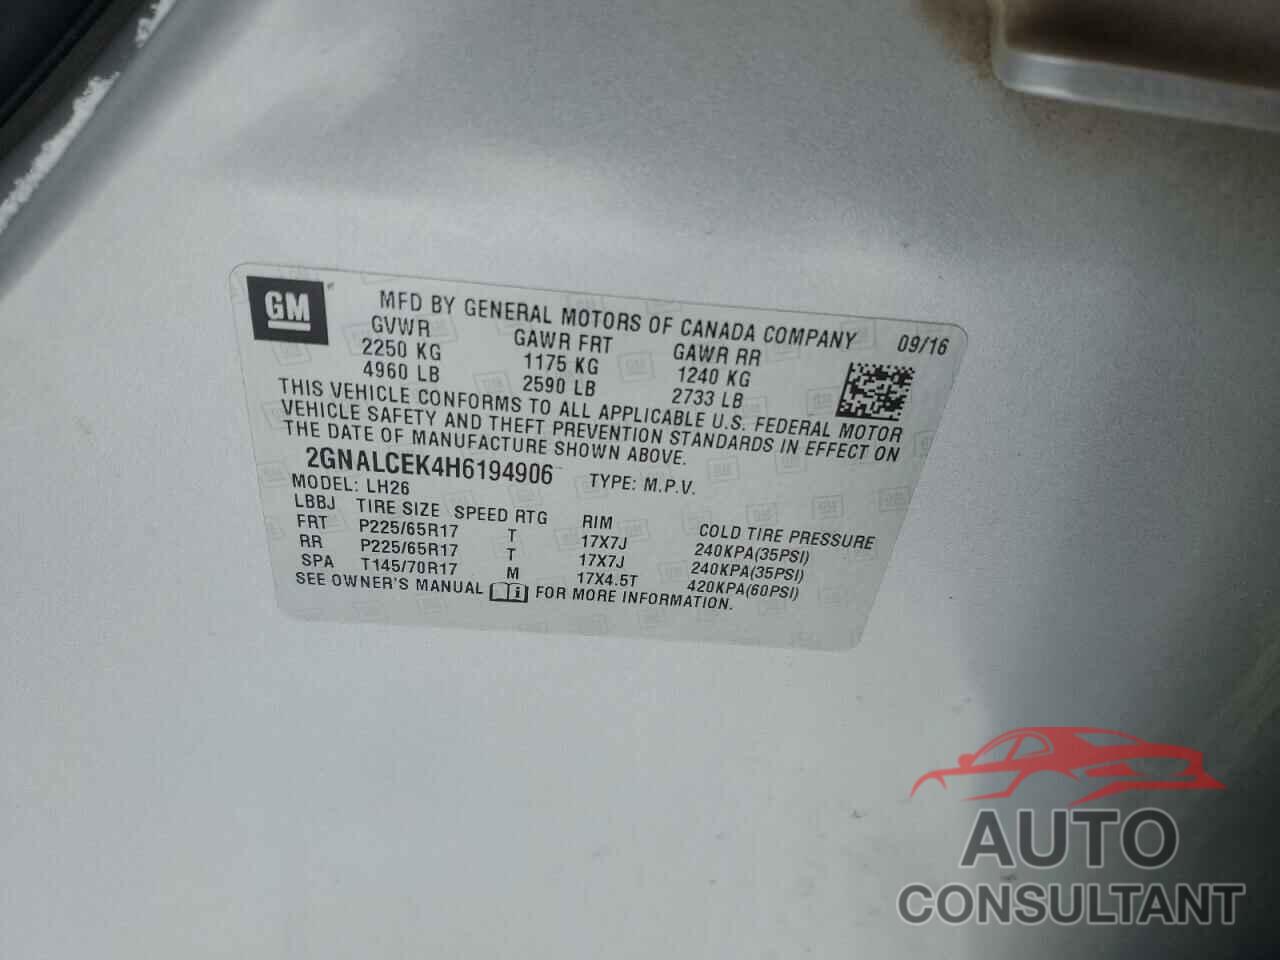 GM
MFD BY GENERAL MOTORS OF CANADA COMPANY 09/16
GVWR GAWR FRT GAWR RR
2250 KG 1175 KG 1240 KG
4960 LB 2590 LB 2733 LB
THIS VEHICLE CONFORMS TO ALL APPLICABLE U.S. FEDERAL MOTOR
VEHICLE SAFETY AND THEFT PREVENTION STANDARDS IN EFFECT ON
THE DATE OF MANUFACTURE SHOWN ABOVE.
2GNALCEK4H6194906 TYPE: M.P.V.
MODEL: LH26
LBBJ TIRE SIZE SPEED RTG RIM COLD TIRE PRESSURE
FRT P225/65R17 T 17X7J 240KPA(35PSI)
RR P225/65R17 T 17X7J 240KPA(35PSI)
SPA T145/70R17 M 17X4.5T 420KPA(60PSI)
SEE OWNER'S MANUAL FOR MORE INFORMATION.
AUTO
CONSULTANT